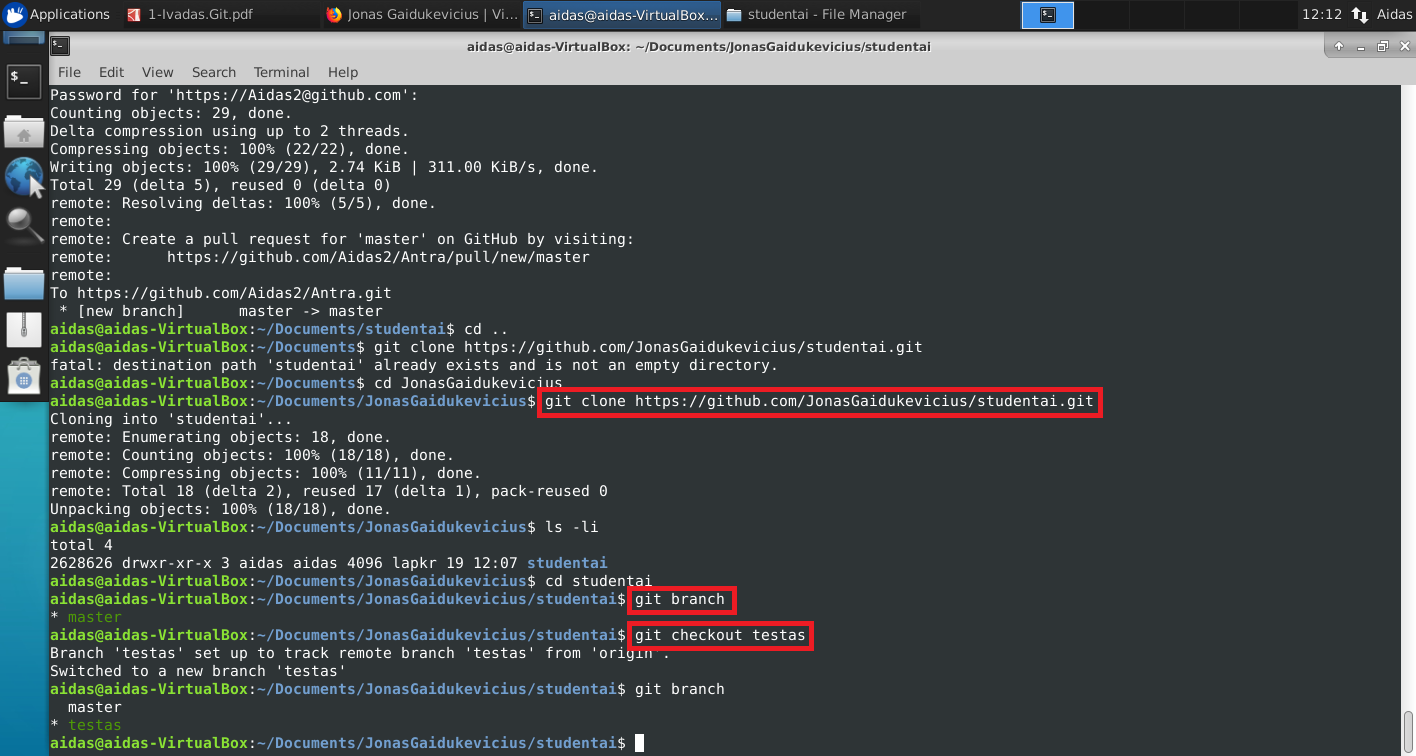 Applications 1-Ivadas.Git.pdf Jonas Gaidukevicius | Vi... aidas@aidas-VirtualBox... studentai - File Manager 12:12 Aidas
aidas@aidas-VirtualBox: ~/Documents/JonasGaidukevicius/studentai
File Edit View Search Terminal Help
Password for 'https://Aidas2@github.com':
Counting objects: 29, done.
Delta compression using up to 2 threads.
Compressing objects: 100% (22/22), done.
Writing objects: 100% (29/29), 2.74 KiB | 311.00 KiB/s, done.
Total 29 (delta 5), reused 0 (delta 0)
remote: Resolving deltas: 100% (5/5), done.
remote:
remote: Create a pull request for 'master' on GitHub by visiting:
remote:      https://github.com/Aidas2/Antra/pull/new/master
remote:
To https://github.com/Aidas2/Antra.git
 * [new branch]      master -> master
aidas@aidas-VirtualBox:~/Documents/studentai$ cd ..
aidas@aidas-VirtualBox:~/Documents$ git clone https://github.com/JonasGaidukevicius/studentai.git
fatal: destination path 'studentai' already exists and is not an empty directory.
aidas@aidas-VirtualBox:~/Documents$ cd JonasGaidukevicius
aidas@aidas-VirtualBox:~/Documents/JonasGaidukevicius$ git clone https://github.com/JonasGaidukevicius/studentai.git
Cloning into 'studentai'...
remote: Enumerating objects: 18, done.
remote: Counting objects: 100% (18/18), done.
remote: Compressing objects: 100% (11/11), done.
remote: Total 18 (delta 2), reused 17 (delta 1), pack-reused 0
Unpacking objects: 100% (18/18), done.
aidas@aidas-VirtualBox:~/Documents/JonasGaidukevicius$ ls -li
total 4
2628626 drwxr-xr-x 3 aidas aidas 4096 lapkr 19 12:07 studentai
aidas@aidas-VirtualBox:~/Documents/JonasGaidukevicius$ cd studentai
aidas@aidas-VirtualBox:~/Documents/JonasGaidukevicius/studentai$ git branch
* master
aidas@aidas-VirtualBox:~/Documents/JonasGaidukevicius/studentai$ git checkout testas
Branch 'testas' set up to track remote branch 'testas' from 'origin'.
Switched to a new branch 'testas'
aidas@aidas-VirtualBox:~/Documents/JonasGaidukevicius/studentai$ git branch
  master
* testas
aidas@aidas-VirtualBox:~/Documents/JonasGaidukevicius/studentai$